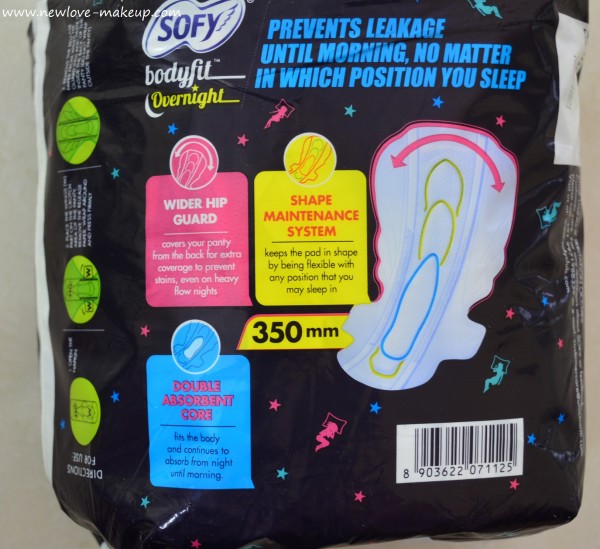 www.newlove-makeup.com
SOFY
bodyfit™
Overnight
PREVENTS LEAKAGE
UNTIL MORNING, NO MATTER
IN WHICH POSITION YOU SLEEP
WIDER HIP
GUARD
covers your panty
from the back for extra
coverage to prevent
stains, even on heavy
flow nights
SHAPE
MAINTENANCE
SYSTEM
keeps the pad in shape
by being flexible with
any position that you
may sleep in
350 mm
DOUBLE
ABSORBENT
CORE
fits the body
and continues to
absorb from night
until morning.
8 903622 071125
DIRECTIONS
FOR USE: